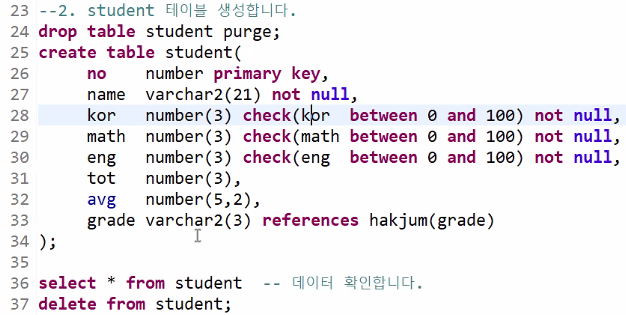 23 --2. student 테이블 생성합니다.
24 drop table student purge;
25 create table student(
26      no    number primary key,
27      name  varchar2(21) not null,
28      kor   number(3) check(kor  between 0 and 100) not null,
29      math  number(3) check(math between 0 and 100) not null,
30      eng   number(3) check(eng  between 0 and 100) not null,
31      tot   number(3),
32      avg   number(5,2),
33      grade varchar2(3) references hakjum(grade)
34 );
35
36 select * from student  -- 데이터 확인합니다.
37 delete from student;